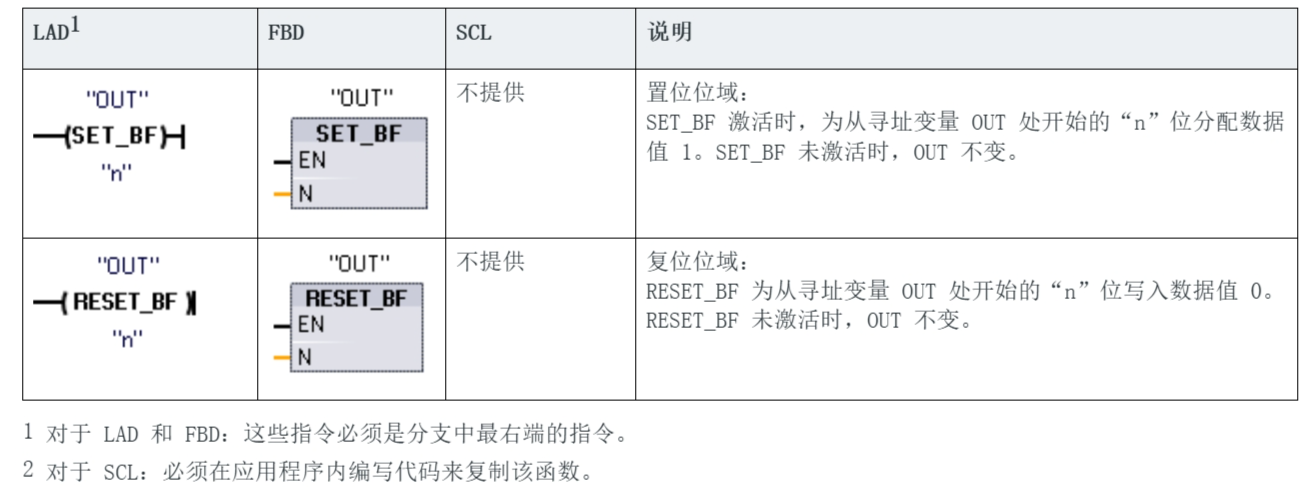 LAD1 FBD SCL 说明
"OUT"
(SET_BF)
"n"
"OUT"
SET_BF
EN
N
不提供
置位位域：
SET_BF 激活时，为从寻址变量 OUT 处开始的“n”位分配数据
值 1。SET_BF 未激活时，OUT 不变。
"OUT"
( RESET_BF )
"n"
"OUT"
RESET_BF
EN
N
不提供
复位位域：
RESET_BF 为从寻址变量 OUT 处开始的“n”位写入数据值 0。
RESET_BF 未激活时，OUT 不变。
1 对于 LAD 和 FBD：这些指令必须是分支中最右端的指令。
2 对于 SCL：必须在应用程序内编写代码来复制该函数。